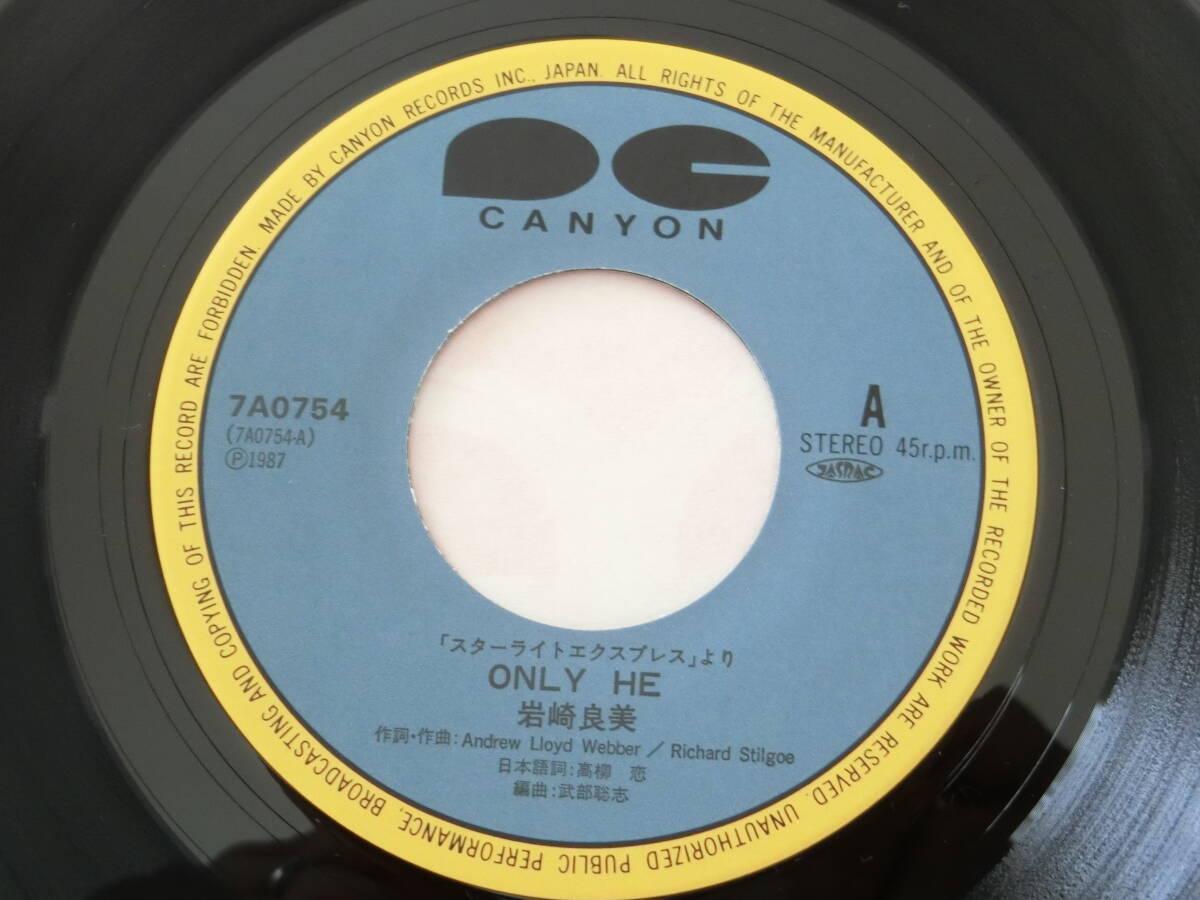 MADE BY CANYON RECORDS INC., JAPAN. ALL RIGHTS OF THE MANUFACTURER AND OF THE OWNER OF THE RECORDED WORK ARE RESERVED. UNAUTHORIZED PUBLIC PERFORMANCE, BROADCASTING AND COPYING OF THIS RECORD ARE FORBIDDEN.
CANYON
7A0754
(7A0754-A)
Ⓟ1987
A
STEREO 45r.p.m.
JASRAC
「スターライトエクスプレス」より
ONLY HE
岩崎良美
作詞・作曲:Andrew Lloyd Webber / Richard Stilgoe
日本語詞:高柳 恋
編曲:武部聡志